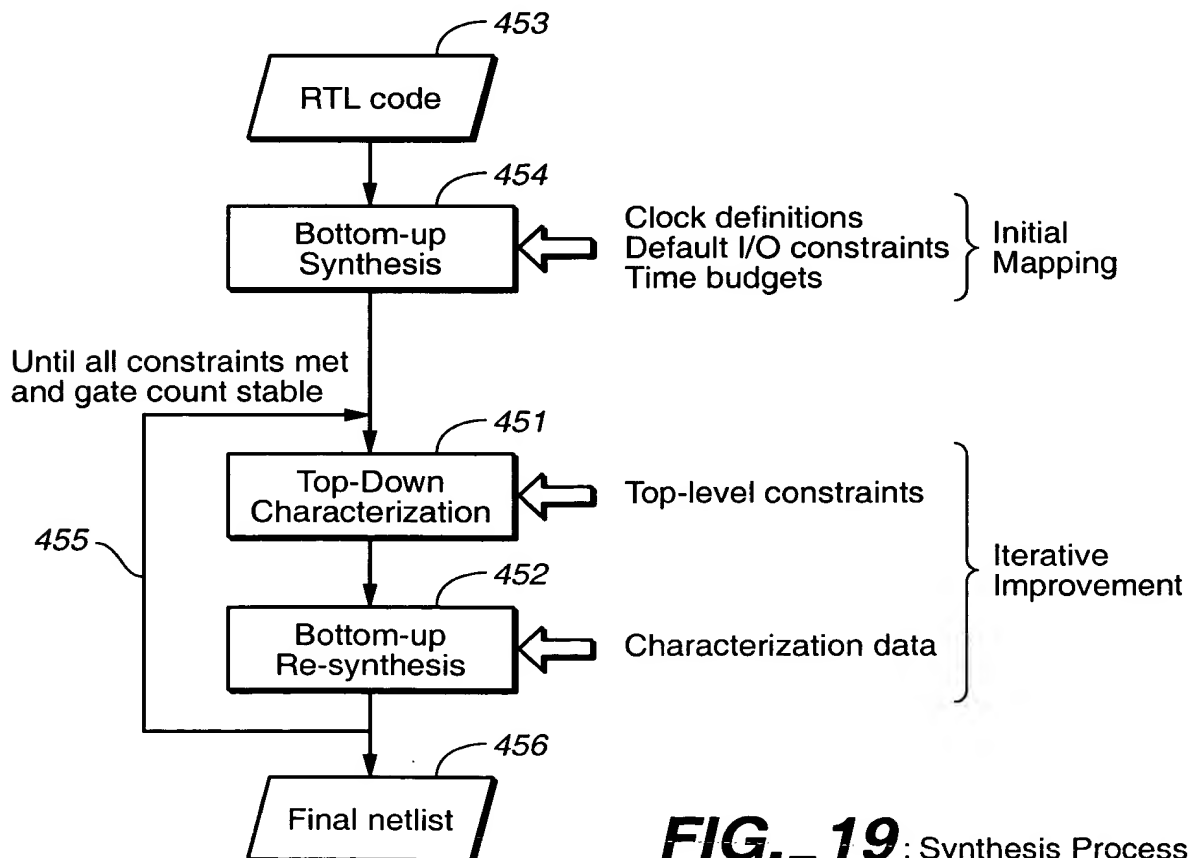 453
RTL code
454
Bottom-up
Synthesis
Clock definitions
Default I/O constraints
Time budgets
Initial
Mapping
Until all constraints met
and gate count stable
451
Top-Down
Characterization
Top-level constraints
455
452
Bottom-up
Re-synthesis
Characterization data
Iterative
Improvement
456
Final netlist
FIG._19: Synthesis Process